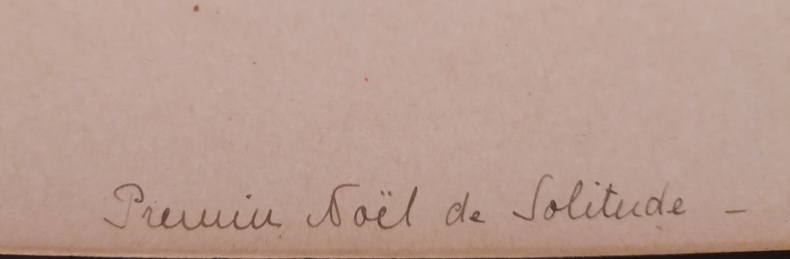 Premier Noël de Solitude –